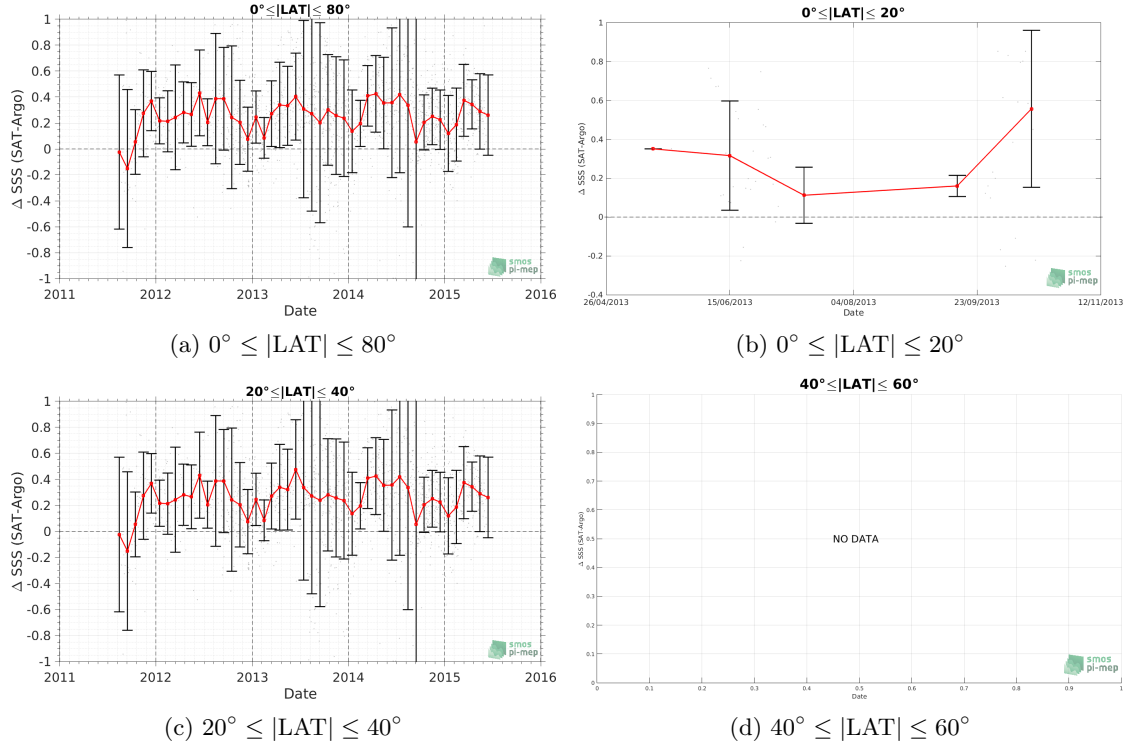 0°≤|LAT|≤ 80°
Δ SSS (SAT-Argo)
1
0.8
0.6
0.4
0.2
0
-0.2
-0.4
-0.6
-0.8
-1
2011 2012 2013 2014 2015 2016
Date
smos
pi-mep
(a) 0° ≤ |LAT| ≤ 80°
0°≤|LAT|≤ 20°
Δ SSS (SAT-Argo)
1
0.8
0.6
0.4
0.2
0
-0.2
-0.4
26/04/2013 15/06/2013 04/08/2013 23/09/2013 12/11/2013
Date
smos
pi-mep
(b) 0° ≤ |LAT| ≤ 20°
20°≤|LAT|≤ 40°
Δ SSS (SAT-Argo)
1
0.8
0.6
0.4
0.2
0
-0.2
-0.4
-0.6
-0.8
-1
2011 2012 2013 2014 2015 2016
Date
smos
pi-mep
(c) 20° ≤ |LAT| ≤ 40°
40°≤|LAT|≤ 60°
Δ SSS (SAT-Argo)
1
0.9
0.8
0.7
0.6
0.5
0.4
0.3
0.2
0.1
0
NO DATA
0 0.1 0.2 0.3 0.4 0.5 0.6 0.7 0.8 0.9 1
Date
smos
pi-mep
(d) 40° ≤ |LAT| ≤ 60°